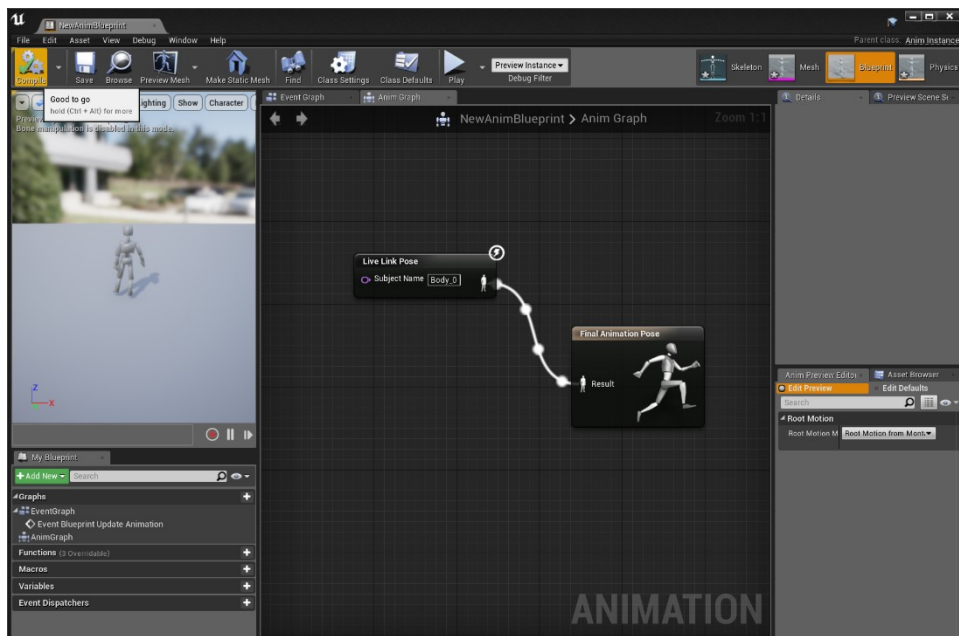 NewAnimBlueprint
File Edit Asset View Debug Window Help
Parent class: Anim Instance
Compile Save Browse Preview Mesh Make Static Mesh Find Class Settings Class Defaults Play
Preview Instance
Debug Filter
Skeleton Mesh Blueprint Physics
Good to go
hold (Ctrl + Alt) for more
Lighting Show Character
Bone manipulation is disabled in this mode.
Event Graph Anim Graph
NewAnimBlueprint > Anim Graph
Zoom 1:1
Details Preview Scene Se
Live Link Pose
Subject Name Body_0
Final Animation Pose
Result
Z
X
Anim Preview Editor Asset Browser
Edit Preview Edit Defaults
Search
Root Motion
Root Motion M Root Motion from Mont
My Blueprint
+Add New Search
Graphs
EventGraph
Event Blueprint Update Animation
AnimGraph
Functions (3 Overridable)
Macros
Variables
Event Dispatchers
ANIMATION